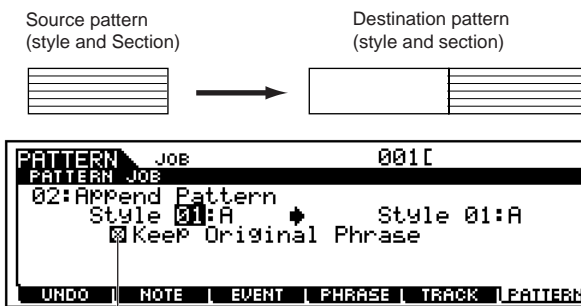 Source pattern
(style and Section)
Destination pattern
(style and section)
PATTERN JOB 001[
PATTERN JOB
02:Append Pattern
Style 01:A → Style 01:A
☒Keep Original Phrase
UNDO NOTE EVENT PHRASE TRACK PATTERN